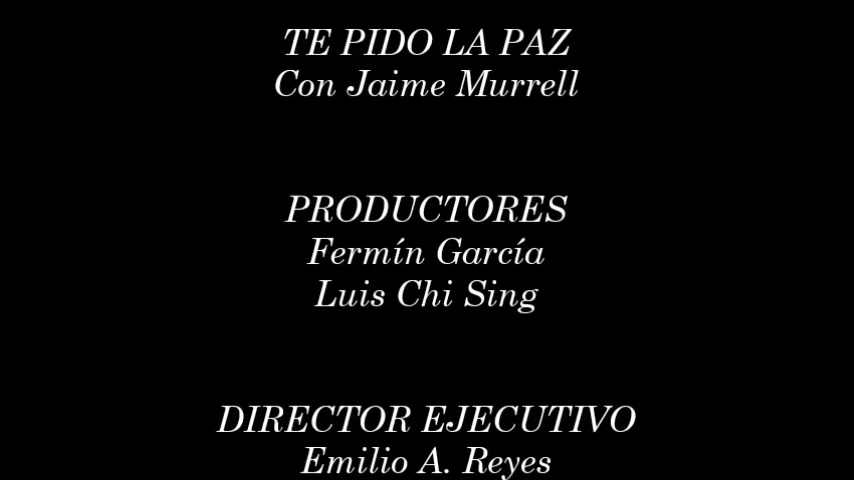 TE PIDO LA PAZ
Con Jaime Murrell
PRODUCTORES
Fermín García
Luis Chi Sing
DIRECTOR EJECUTIVO
Emilio A. Reyes